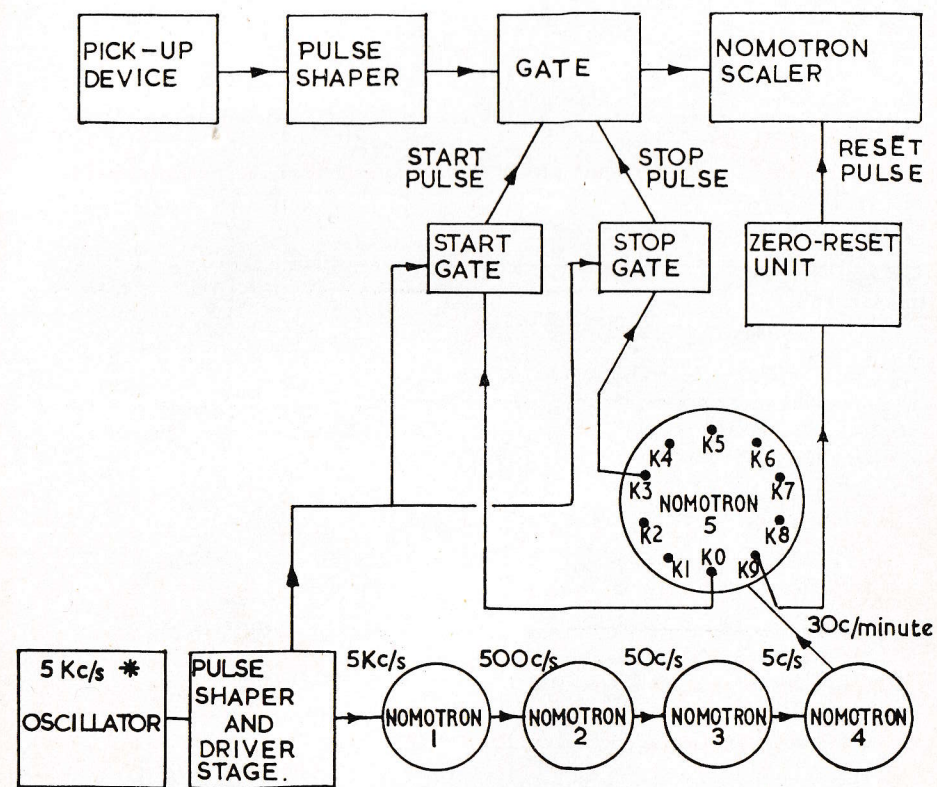 PICK-UP
DEVICE
PULSE
SHAPER
GATE
NOMOTRON
SCALER
START
PULSE
STOP
PULSE
RESET
PULSE
START
GATE
STOP
GATE
ZERO-RESET
UNIT
K5
K4
K6
K3
K7
NOMOTRON
5
K2
K8
K1
K0
K9
30c/minute
5 Kc/s *
OSCILLATOR
PULSE
SHAPER
AND
DRIVER
STAGE.
5Kc/s
500c/s
50c/s
5c/s
NOMOTRON
1
NOMOTRON
2
NOMOTRON
3
NOMOTRON
4